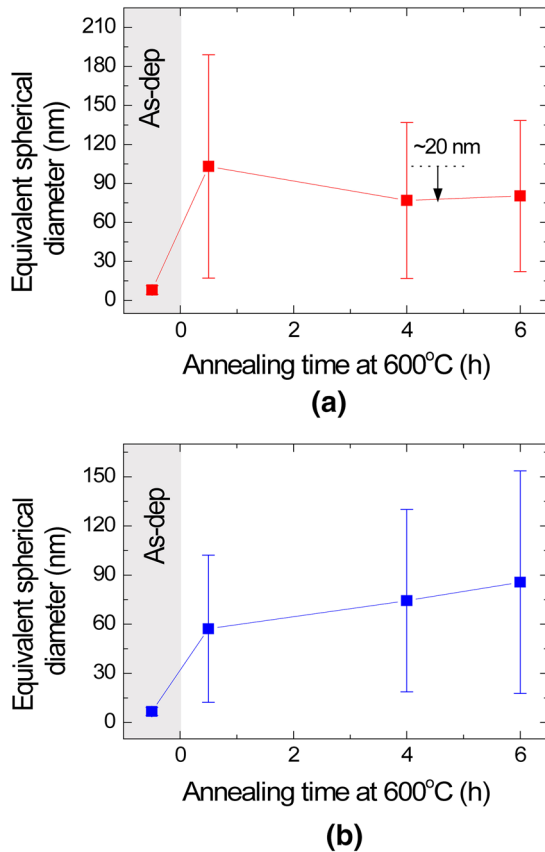 210
180
150
120
90
60
30
0
Equivalent spherical
diameter (nm)
As-dep
~20 nm
0 2 4 6
Annealing time at 600°C (h)
(a)
150
120
90
60
30
0
Equivalent spherical
diameter (nm)
As-dep
0 2 4 6
Annealing time at 600°C (h)
(b)